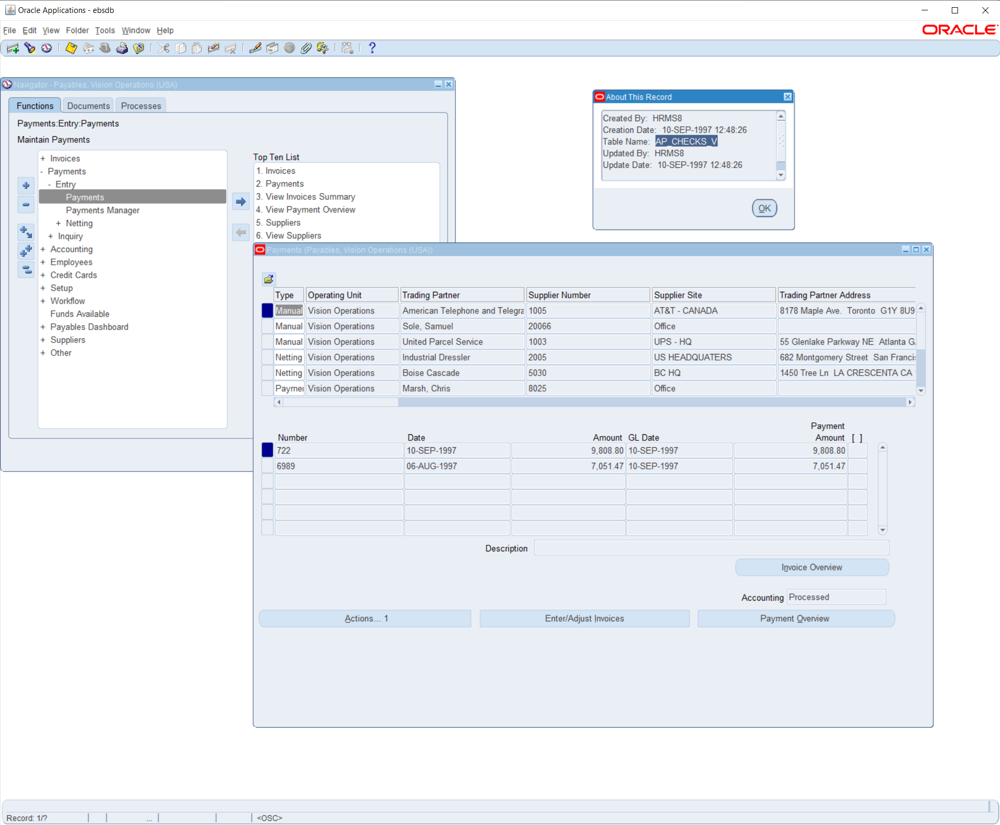 Oracle Applications - ebsdb
File Edit View Folder Tools Window Help
ORACLE
Navigator - Payables, Vision Operations (USA)
Functions Documents Processes
Payments:Entry:Payments
Maintain Payments
+ Invoices
- Payments
- Entry
Payments
Payments Manager
+ Netting
+ Inquiry
+ Accounting
+ Employees
+ Credit Cards
+ Setup
+ Workflow
Funds Available
+ Payables Dashboard
+ Suppliers
+ Other
Top Ten List
1. Invoices
2. Payments
3. View Invoices Summary
4. View Payment Overview
5. Suppliers
6. View Suppliers
About This Record
Created By: HRMS8
Creation Date: 10-SEP-1997 12:48:26
Table Name: AP_CHECKS_V
Updated By: HRMS8
Update Date: 10-SEP-1997 12:48:26
OK
Payments (Payables, Vision Operations (USA))
Type Operating Unit Trading Partner Supplier Number Supplier Site Trading Partner Address
Manual Vision Operations American Telephone and Telegra 1005 AT&T - CANADA 8178 Maple Ave. Toronto G1Y 8U9
Manual Vision Operations Sole, Samuel 20066 Office
Manual Vision Operations United Parcel Service 1003 UPS - HQ 55 Glenlake Parkway NE Atlanta G
Netting Vision Operations Industrial Dressler 2005 US HEADQUATERS 682 Montgomery Street San Francis
Netting Vision Operations Boise Cascade 5030 BC HQ 1450 Tree Ln LA CRESCENTA CA
Paymen Vision Operations Marsh, Chris 8025 Office
Payment
Number Date Amount GL Date Amount [ ]
722 10-SEP-1997 9,808.80 10-SEP-1997 9,808.80
6989 06-AUG-1997 7,051.47 10-SEP-1997 7,051.47
Description
Invoice Overview
Accounting Processed
Actions... 1 Enter/Adjust Invoices Payment Overview
Record: 1/? ... <OSC>